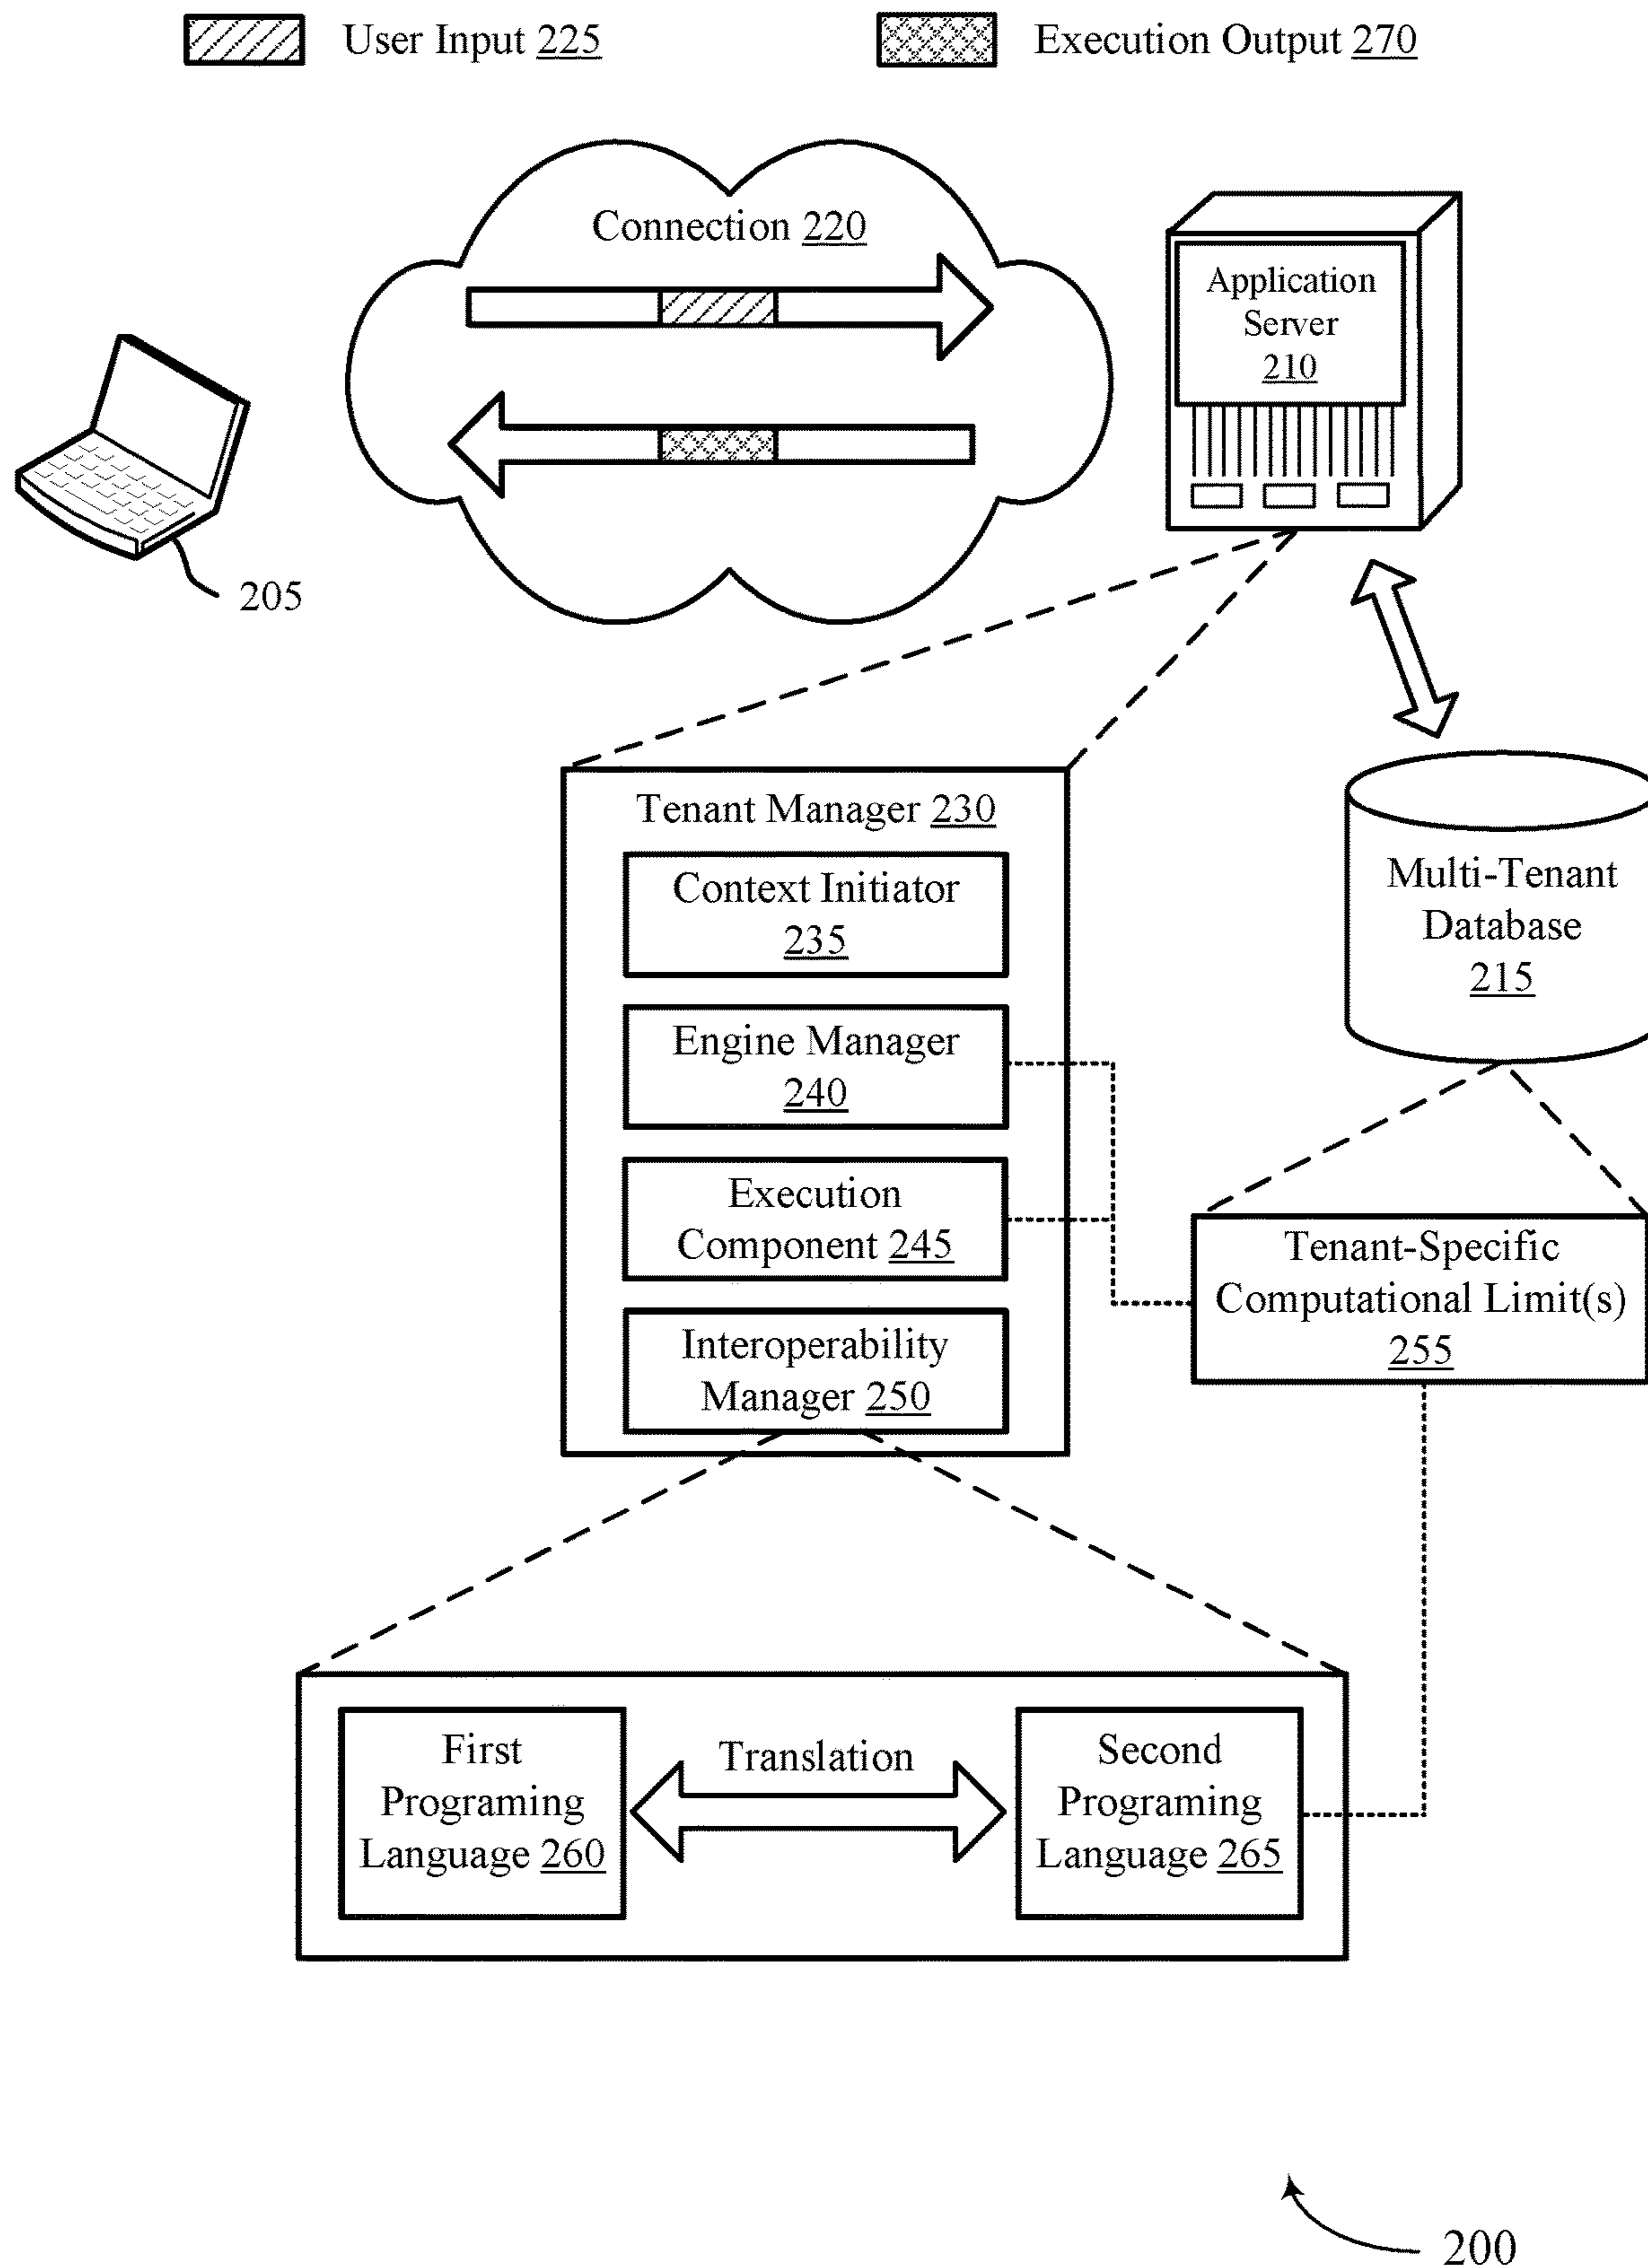 User Input 225
Execution Output 270
Connection 220
Application
Server
210
205
Tenant Manager 230
Context Initiator
235
Multi-Tenant
Database
215
Engine Manager
240
Execution
Component 245
Tenant-Specific
Computational Limit(s)
255
Interoperability
Manager 250
First
Programing
Language 260
Translation
Second
Programing
Language 265
200